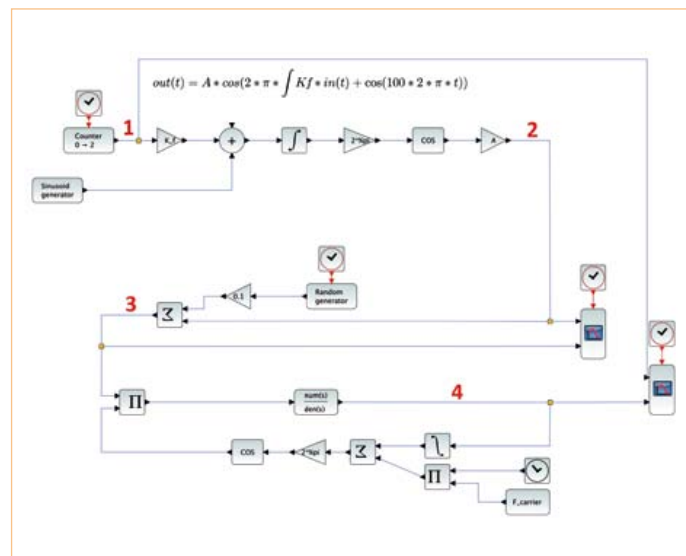 out(t) = A * cos(2 * π * ∫ Kf * in(t) + cos(100 * 2 * π * t))
1
2
Counter
0 → 2
K_f
+
∫
2*%pi
COS
A
Sinusoid
generator
Random
generator
0.1
3
Σ
Π
num(s)
den(s)
4
COS
2*%pi
Σ
∫
Π
F_carrier